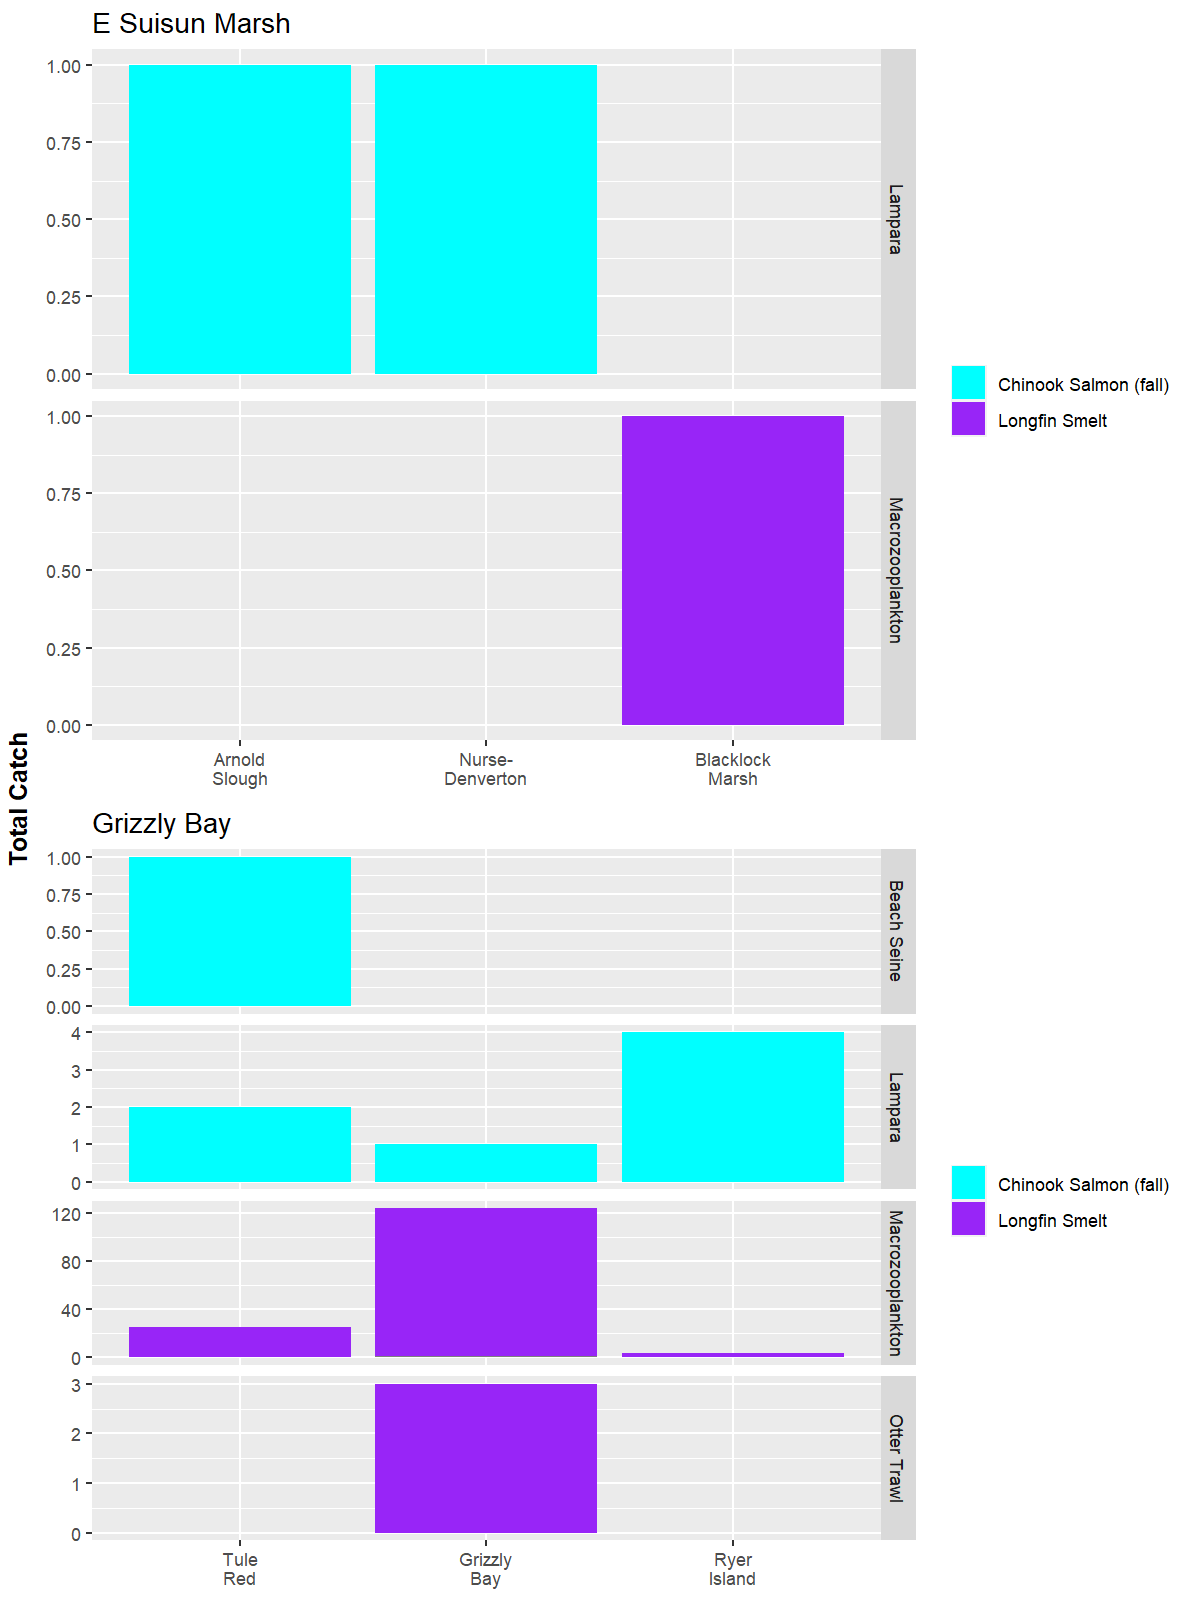 E Suisun Marsh
1.00
0.75
0.50
0.25
0.00
Lampara
1.00
0.75
0.50
0.25
0.00
Macrozooplankton
Arnold
Slough
Nurse-
Denverton
Blacklock
Marsh
Chinook Salmon (fall)
Longfin Smelt
Total Catch
Grizzly Bay
1.00
0.75
0.50
0.25
0.00
Beach Seine
4
3
2
1
0
Lampara
120
80
40
0
Macrozooplankton
3
2
1
0
Otter Trawl
Tule
Red
Grizzly
Bay
Ryer
Island
Chinook Salmon (fall)
Longfin Smelt